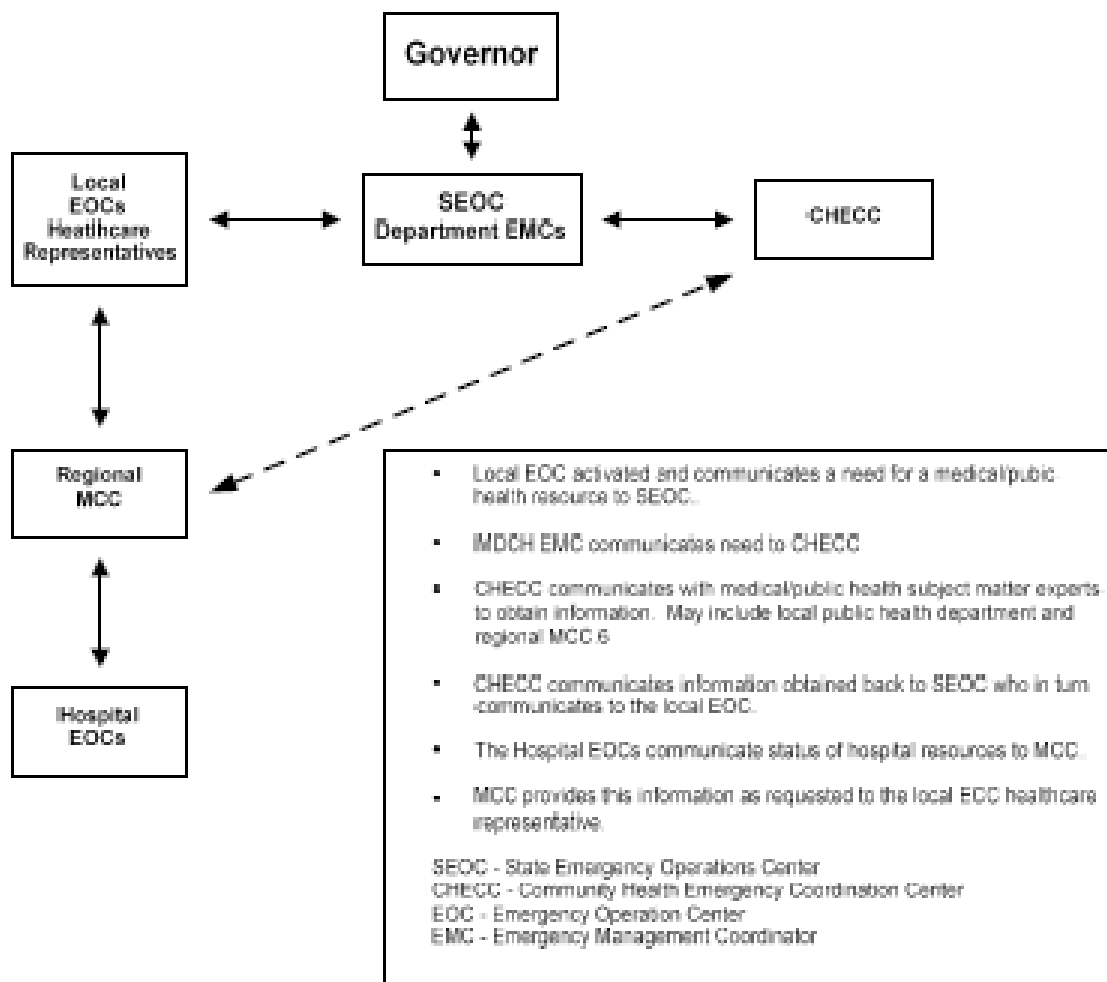 Governor
Local
EOCs
Heatlhcare
Representatives
SEOC
Department EMCs
CHECC
Regional
MCC
Hospital
EOCs
• Local EOC activated and communicates a need for a medical/pubic
health resource to SEOC.
• MDCH EMC communicates need to CHECC
• CHECC communicates with medical/public health subject matter experts
to obtain information. May include local public health department and
regional MCC 6
• CHECC communicates information obtained back to SEOC who in turn
communicates to the local EOC.
• The Hospital EOCs communicate status of hospital resources to MCC.
• MCC provides this information as requested to the local EOC healthcare
representative.
SEOC - State Emergency Operations Center
CHECC - Community Health Emergency Coordination Center
EOC - Emergency Operation Center
EMC - Emergency Management Coordinator